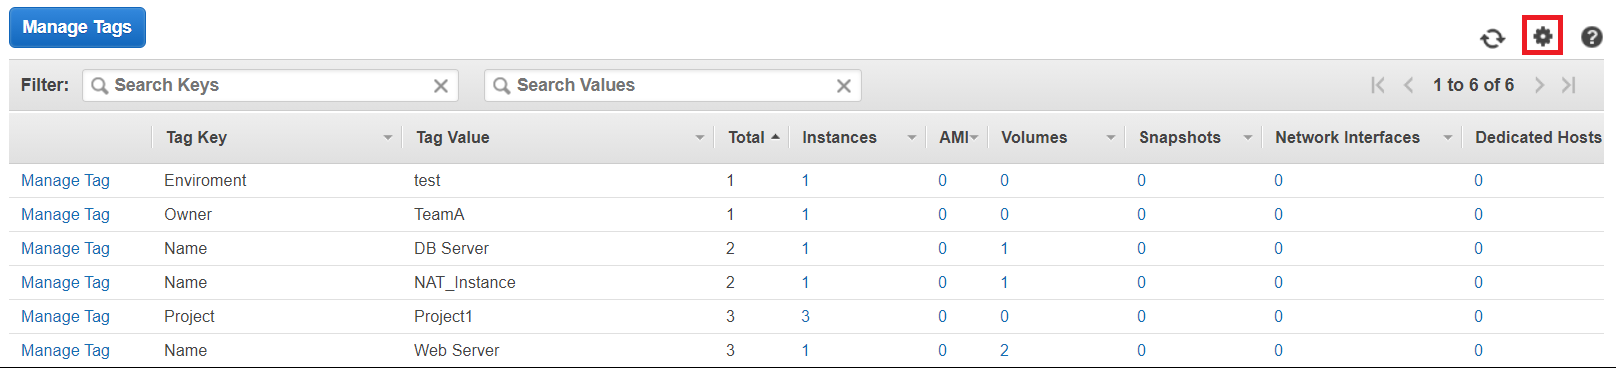 Manage Tags
Filter: Search Keys Search Values 1 to 6 of 6
Tag Key Tag Value Total Instances AMI Volumes Snapshots Network Interfaces Dedicated Hosts
Manage Tag Enviroment test 1 1 0 0 0 0 0
Manage Tag Owner TeamA 1 1 0 0 0 0 0
Manage Tag Name DB Server 2 1 0 1 0 0 0
Manage Tag Name NAT_Instance 2 1 0 1 0 0 0
Manage Tag Project Project1 3 3 0 0 0 0 0
Manage Tag Name Web Server 3 1 0 2 0 0 0